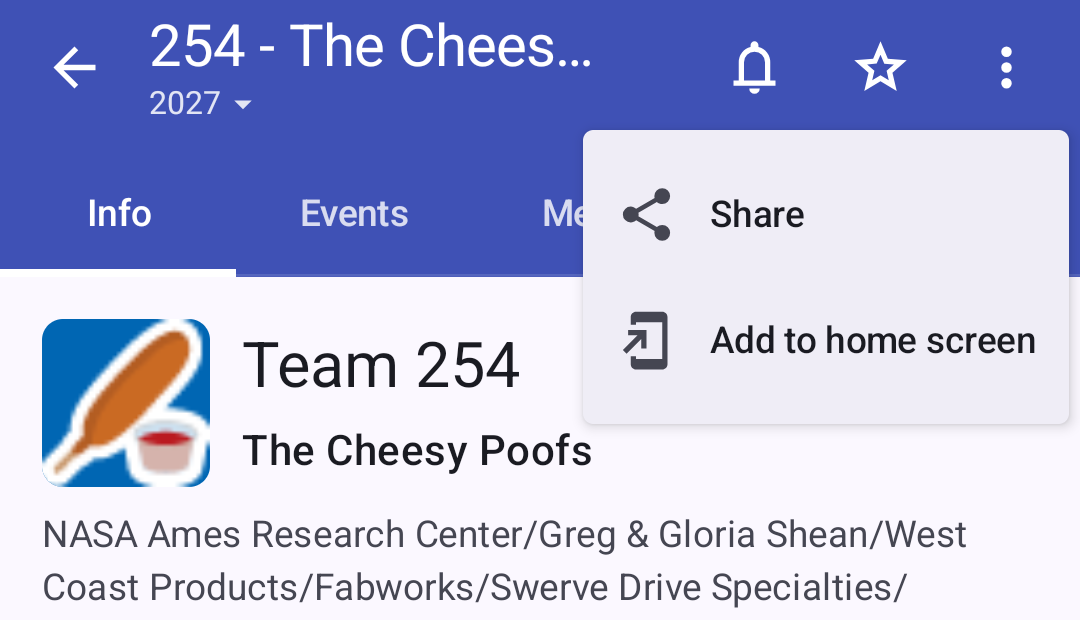 254 - The Chees...
2027
Info
Events
Me
Share
Add to home screen
Team 254
The Cheesy Poofs
NASA Ames Research Center/Greg & Gloria Shean/West
Coast Products/Fabworks/Swerve Drive Specialties/